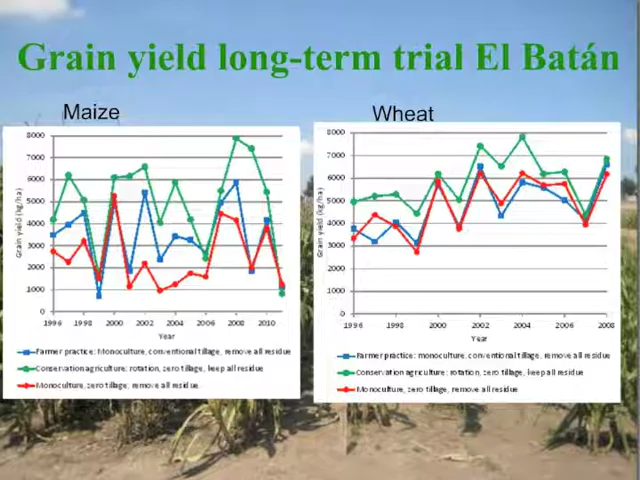 Grain yield long-term trial El Batán
Maize
Wheat
8000
7000
6000
5000
4000
3000
2000
1000
0
Grain yield (kg/ha)
1996 1998 2000 2002 2004 2006 2008 2010
Year
Farmer practice: Monoculture, conventional tillage, remove all residue
Conservation agriculture: rotation, zero tillage, keep all residue
Monoculture, zero tillage, remove all residue
8000
7000
6000
5000
4000
3000
2000
1000
0
Grain yield (kg/ha)
1996 1998 2000 2002 2004 2006 2008
Year
Farmer practice: monoculture, conventional tillage, remove all residue
Conservation agriculture: rotation, zero tillage, keep all residue
Monoculture, zero tillage, remove all residue